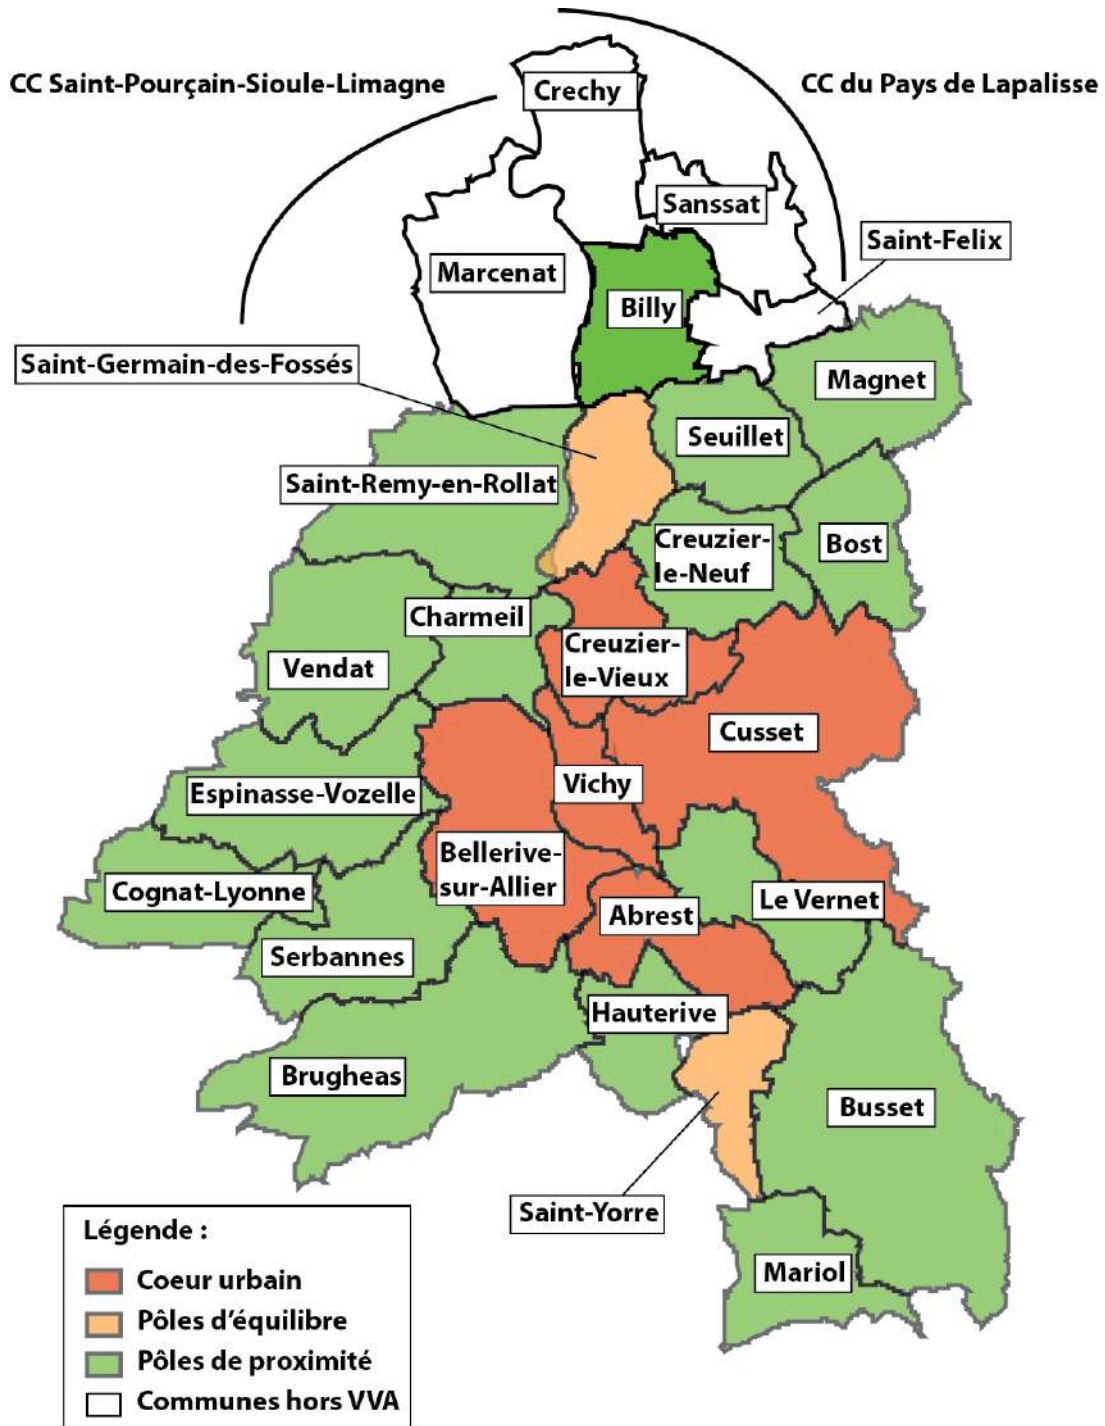 CC Saint-Pourçain-Sioule-Limagne
CC du Pays de Lapalisse
Crechy
Sanssat
Saint-Felix
Marcenat
Billy
Saint-Germain-des-Fossés
Magnet
Seuillet
Saint-Remy-en-Rollat
Creuzier-
le-Neuf
Bost
Charmeil
Creuzier-
le-Vieux
Vendat
Cusset
Vichy
Espinasse-Vozelle
Bellerive-
sur-Allier
Cognat-Lyonne
Le Vernet
Abrest
Serbannes
Hauterive
Brugheas
Busset
Saint-Yorre
Mariol
Légende :
Coeur urbain
Pôles d'équilibre
Pôles de proximité
Communes hors VVA